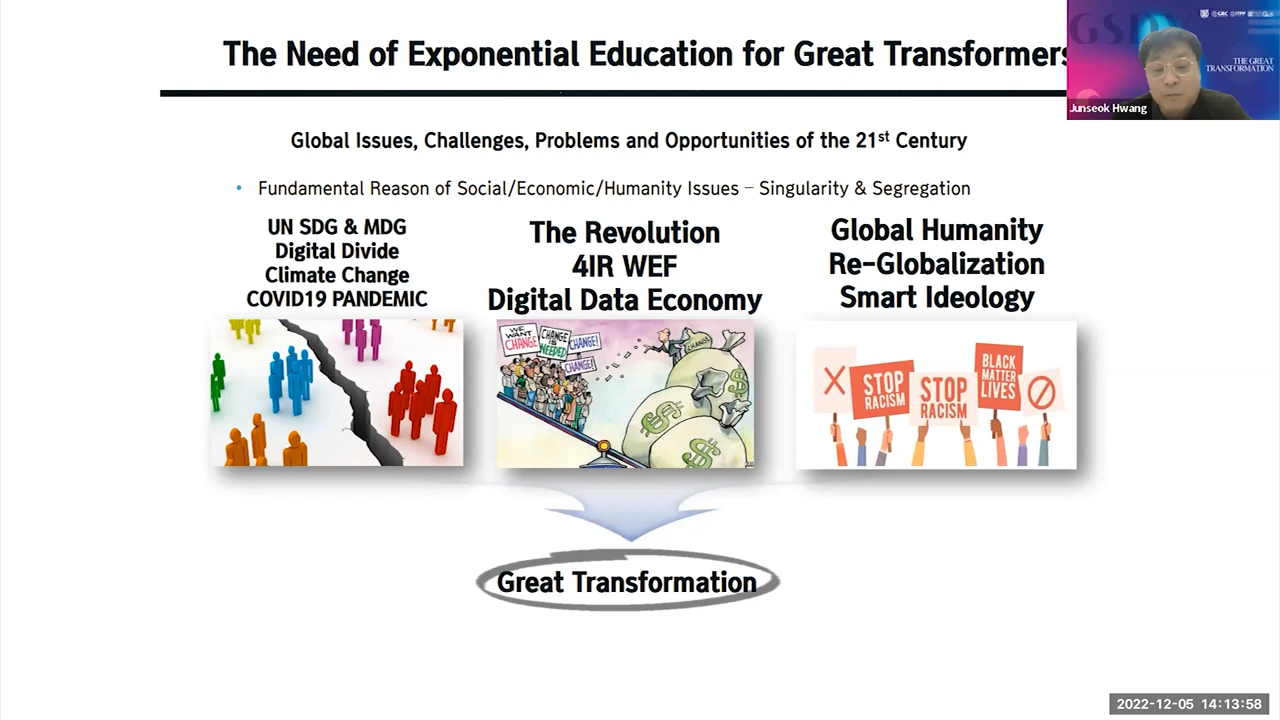 The Need of Exponential Education for Great Transformers
Global Issues, Challenges, Problems and Opportunities of the 21st Century
• Fundamental Reason of Social/Economic/Humanity Issues – Singularity & Segregation
UN SDG & MDG
Digital Divide
Climate Change
COVID19 PANDEMIC
The Revolution
4IR WEF
Digital Data Economy
Global Humanity
Re-Globalization
Smart Ideology
WE WANT CHANGE
CHANGE IS NEEDED
CHANGE!
CHANGE!
CHANGE
STOP
RACISM
STOP
RACISM
BLACK
MATTER
LIVES
Great Transformation
THE GREAT
TRANSFORMATION
Junseok Hwang
2022-12-05 14:13:58